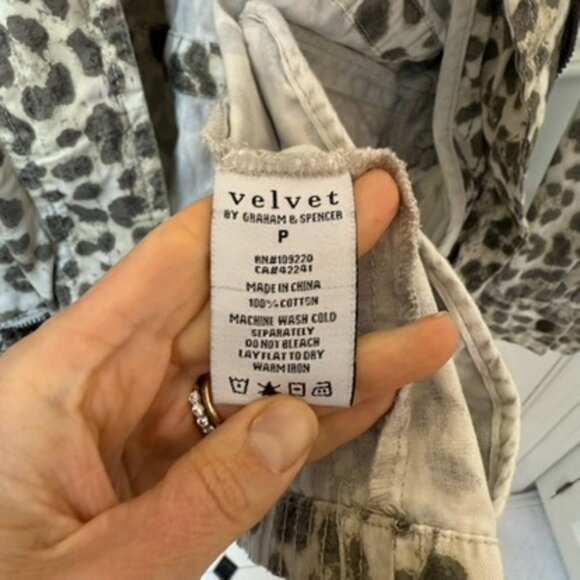 velvet
BY GRAHAM & SPENCER
P
RN#109220
CA#42241
MADE IN CHINA
100% COTTON
MACHINE WASH COLD
SEPARATELY
DO NOT BLEACH
LAY FLAT TO DRY
WARM IRON